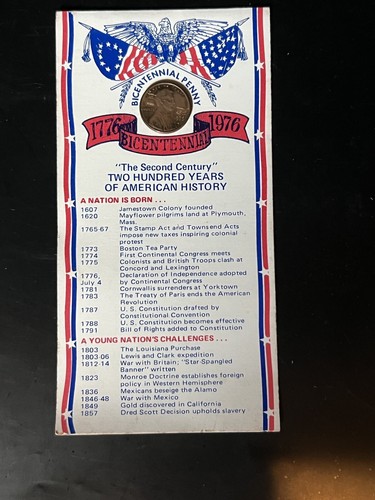 BICENTENNIAL PENNY
1776 1976
BICENTENNIAL
"The Second Century"
TWO HUNDRED YEARS
OF AMERICAN HISTORY
A NATION IS BORN . . .
1607 Jamestown Colony founded
1620 Mayflower pilgrims land at Plymouth,
Mass.
1765-67 The Stamp Act and Townsend Acts
impose new taxes inspiring colonial
protest
1773 Boston Tea Party
1774 First Continental Congress meets
1775 Colonists and British Troops clash at
Concord and Lexington
1776, Declaration of Independence adopted
July 4 by Continental Congress
1781 Cornwallis surrenders at Yorktown
1783 The Treaty of Paris ends the American
Revolution
1787 U.S. Constitution drafted by
Constitutional Convention
1788 U.S. Constitution becomes effective
1791 Bill of Rights added to Constitution
A YOUNG NATION'S CHALLENGES . . .
1803 The Louisiana Purchase
1803-06 Lewis and Clark expedition
1812-14 War with Britain; "Star-Spangled
Banner" written
1823 Monroe Doctrine establishes foreign
policy in Western Hemisphere
1836 Mexicans beseige the Alamo
1846-48 War with Mexico
1849 Gold discovered in California
1857 Dred Scott Decision upholds slavery